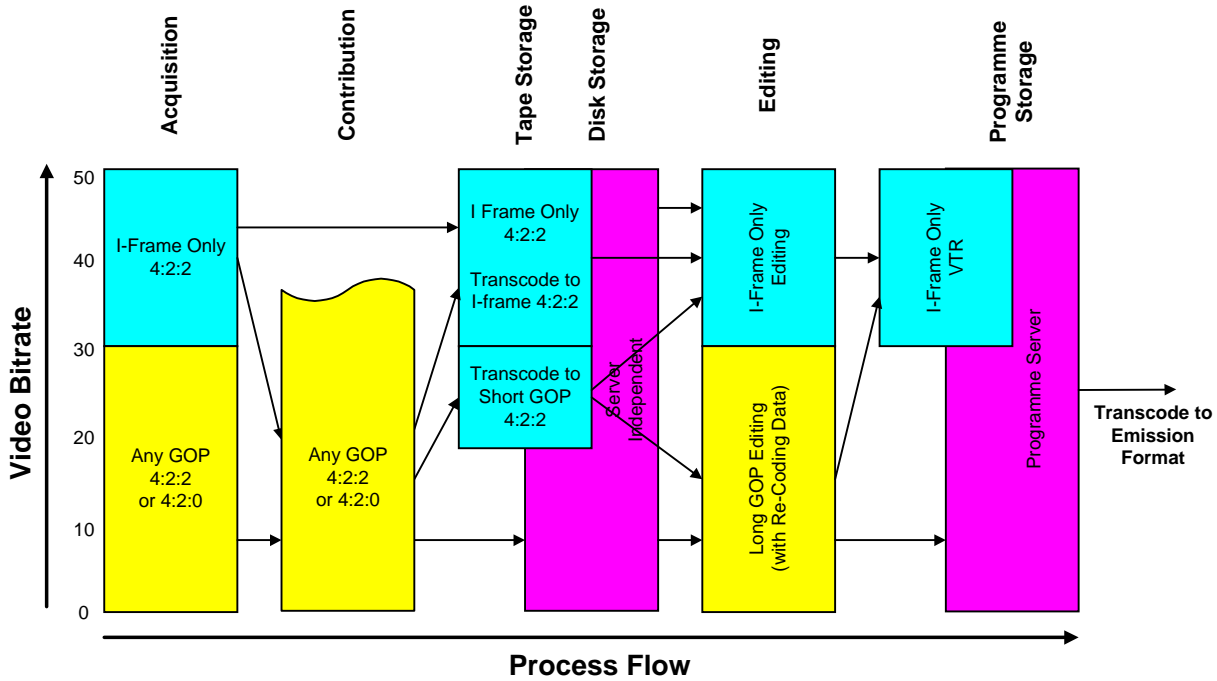 Acquisition
Contribution
Tape Storage
Disk Storage
Editing
Programme
Storage
Video Bitrate
50
40
30
20
10
0
I-Frame Only
4:2:2
Any GOP
4:2:2
or 4:2:0
Any GOP
4:2:2
or 4:2:0
I Frame Only
4:2:2
Transcode to
I-frame 4:2:2
Transcode to
Short GOP
4:2:2
Server
Independent
I-Frame Only
Editing
Long GOP Editing
(with Re-Coding Data)
I-Frame Only
VTR
Programme Server
Transcode to
Emission
Format
Process Flow